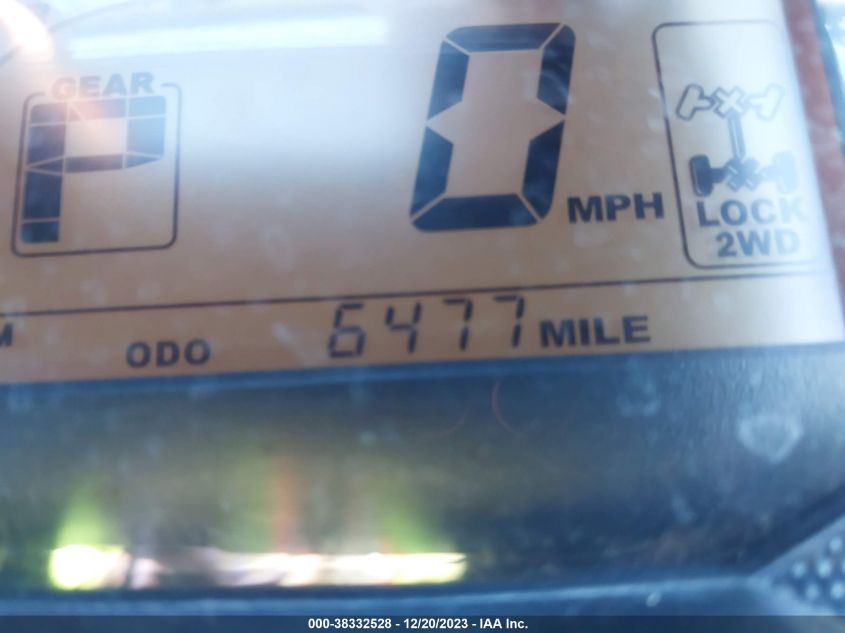 GEAR
P
0 MPH
LOCK
2WD
ODO 6477 MILE
000-38332528 - 12/20/2023 - IAA Inc.